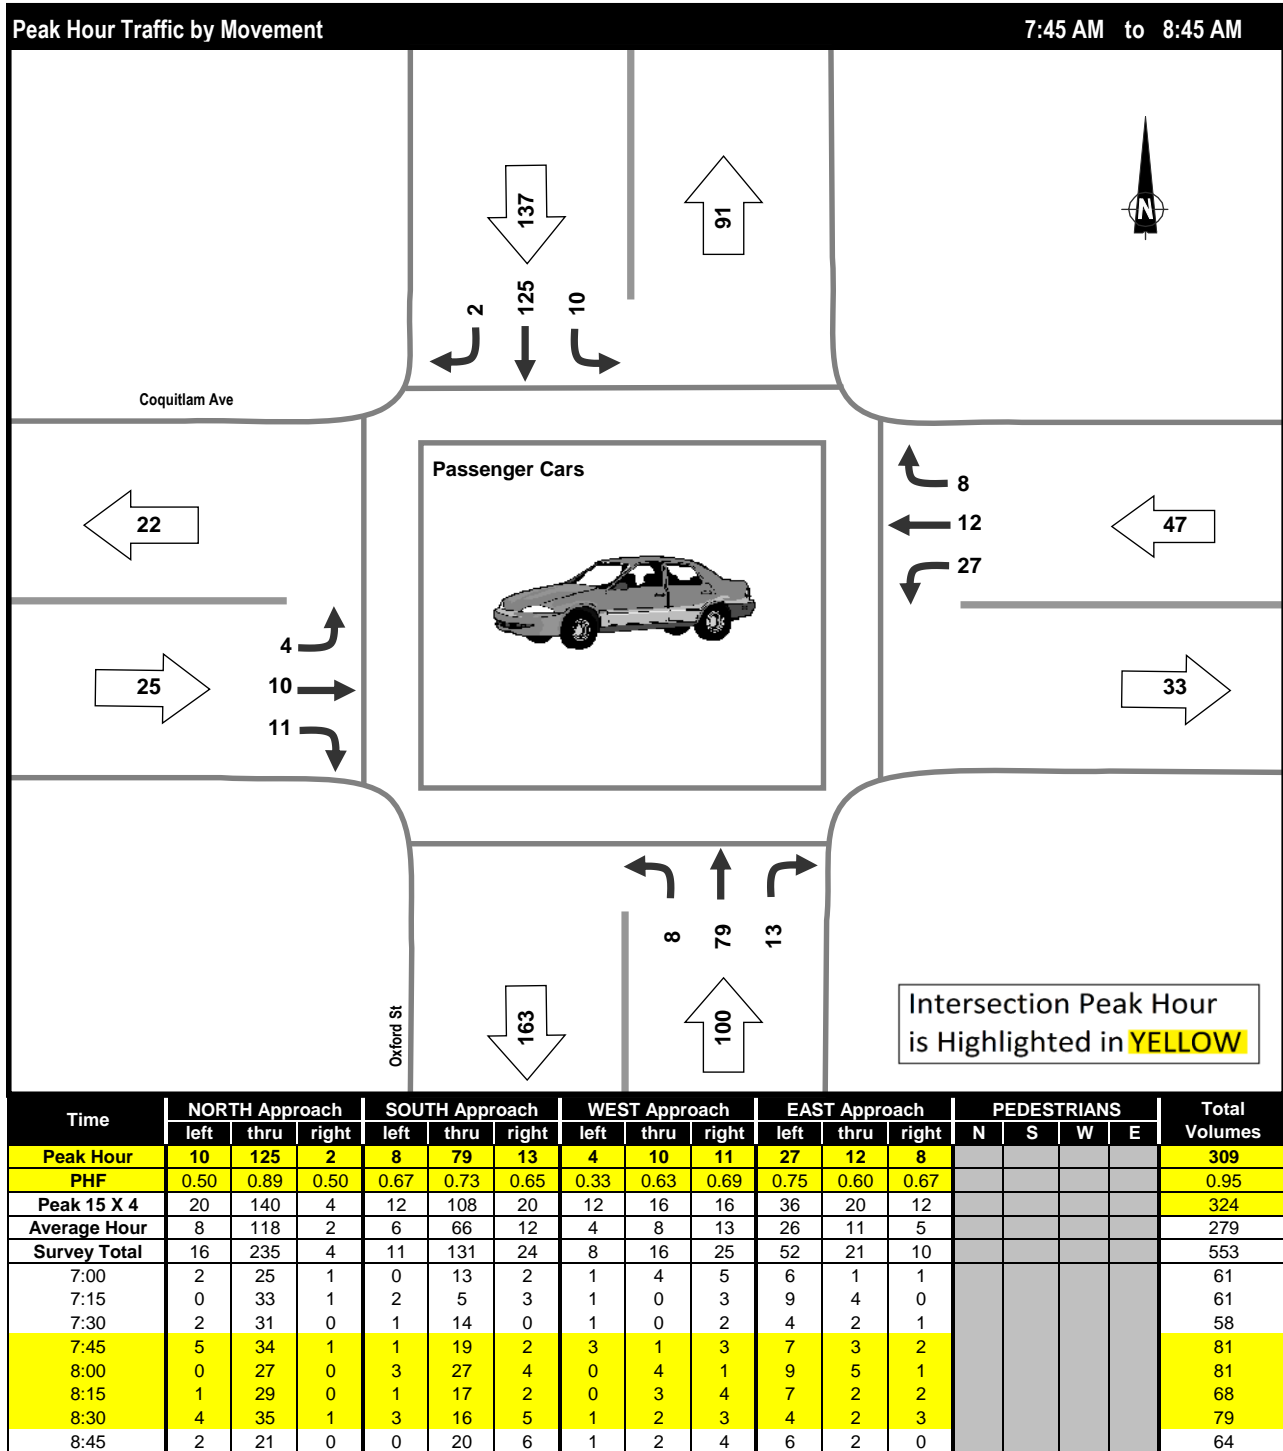 Peak Hour Traffic by Movement 7:45 AM to 8:45 AM
137
91
2 125 10
N
Coquitlam Ave
Passenger Cars
8
22
12
47
27
4
25
10
33
11
8 79 13
Oxford St
163
100
Intersection Peak Hour
is Highlighted in YELLOW
Time NORTH Approach SOUTH Approach WEST Approach EAST Approach PEDESTRIANS Total
left thru right left thru right left thru right left thru right N S W E Volumes
Peak Hour 10 125 2 8 79 13 4 10 11 27 12 8 309
PHF 0.50 0.89 0.50 0.67 0.73 0.65 0.33 0.63 0.69 0.75 0.60 0.67 0.95
Peak 15 X 4 20 140 4 12 108 20 12 16 16 36 20 12 324
Average Hour 8 118 2 6 66 12 4 8 13 26 11 5 279
Survey Total 16 235 4 11 131 24 8 16 25 52 21 10 553
7:00 2 25 1 0 13 2 1 4 5 6 1 1 61
7:15 0 33 1 2 5 3 1 0 3 9 4 0 61
7:30 2 31 0 1 14 0 1 0 2 4 2 1 58
7:45 5 34 1 1 19 2 3 1 3 7 3 2 81
8:00 0 27 0 3 27 4 0 4 1 9 5 1 81
8:15 1 29 0 1 17 2 0 3 4 7 2 2 68
8:30 4 35 1 3 16 5 1 2 3 4 2 3 79
8:45 2 21 0 0 20 6 1 2 4 6 2 0 64